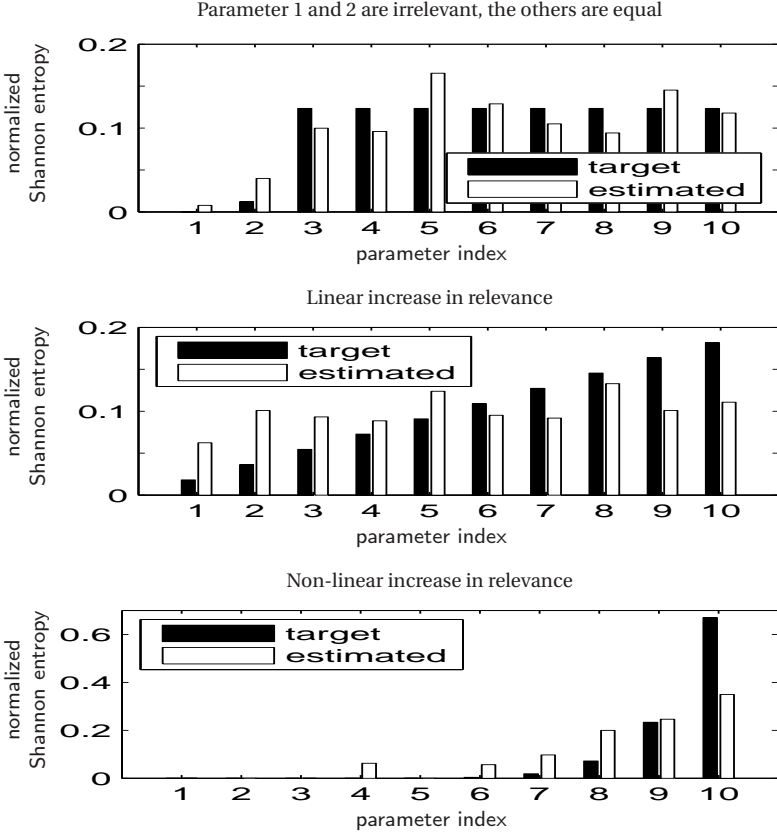 Parameter 1 and 2 are irrelevant, the others are equal
normalized
Shannon entropy
0.2
0.1
0
target
estimated
1 2 3 4 5 6 7 8 9 10
parameter index
Linear increase in relevance
normalized
Shannon entropy
0.2
0.1
0
target
estimated
1 2 3 4 5 6 7 8 9 10
parameter index
Non-linear increase in relevance
normalized
Shannon entropy
0.6
0.4
0.2
0
target
estimated
1 2 3 4 5 6 7 8 9 10
parameter index